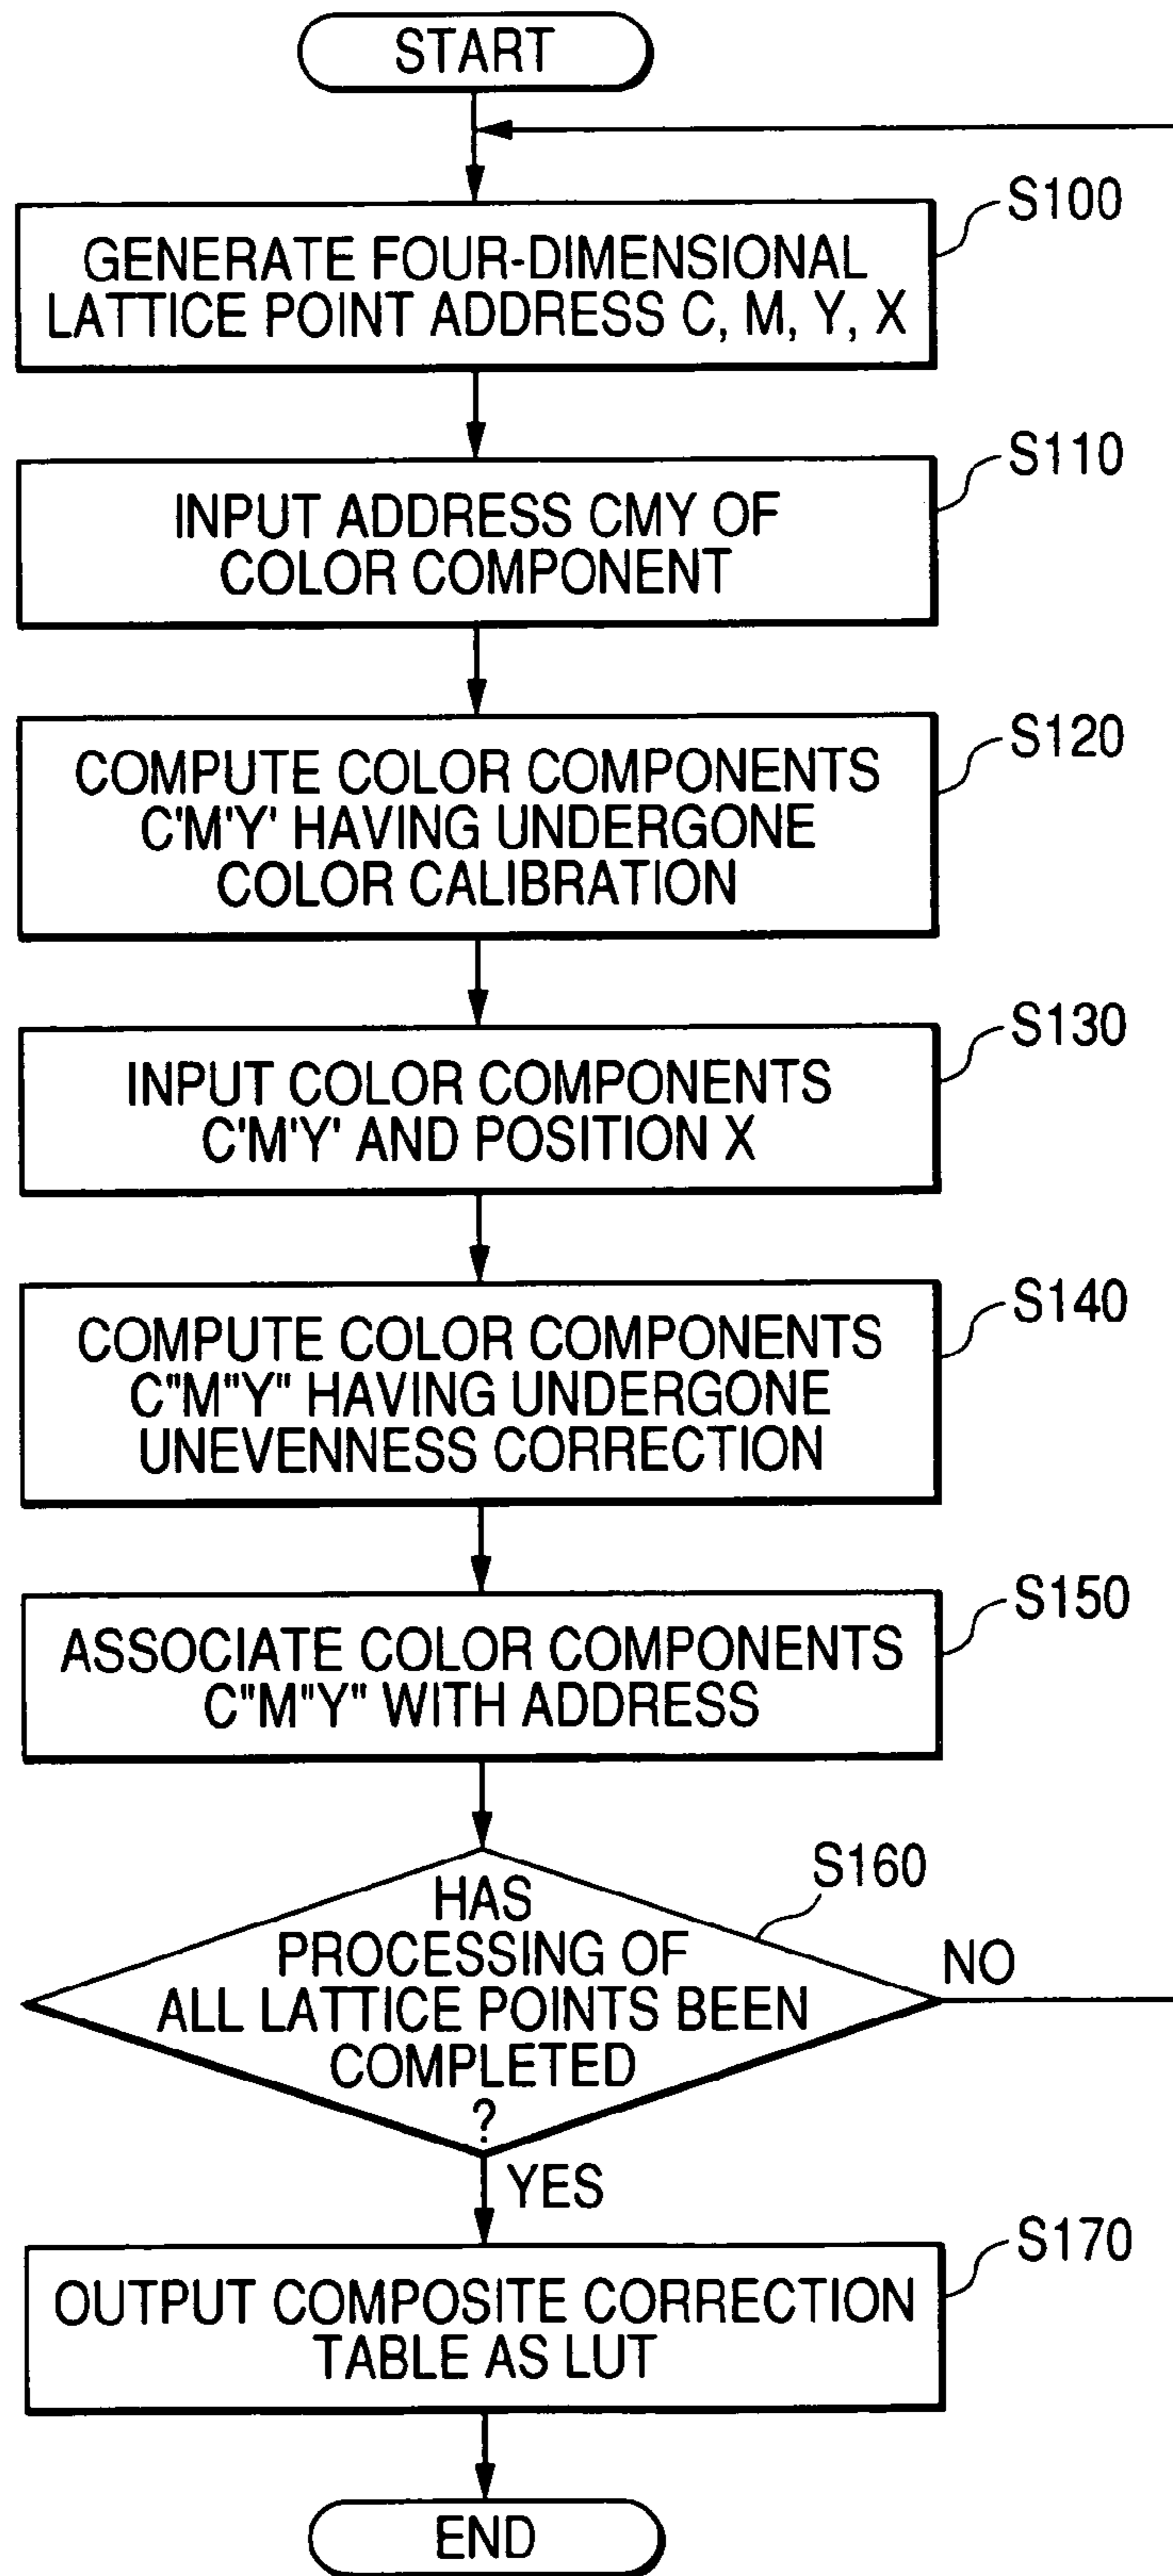 START
S100
GENERATE FOUR-DIMENSIONAL
LATTICE POINT ADDRESS C, M, Y, X
S110
INPUT ADDRESS CMY OF
COLOR COMPONENT
S120
COMPUTE COLOR COMPONENTS
C'M'Y' HAVING UNDERGONE
COLOR CALIBRATION
S130
INPUT COLOR COMPONENTS
C'M'Y' AND POSITION X
S140
COMPUTE COLOR COMPONENTS
C"M"Y" HAVING UNDERGONE
UNEVENNESS CORRECTION
S150
ASSOCIATE COLOR COMPONENTS
C"M"Y" WITH ADDRESS
S160
HAS
PROCESSING OF
ALL LATTICE POINTS BEEN
COMPLETED
?
NO
YES
S170
OUTPUT COMPOSITE CORRECTION
TABLE AS LUT
END